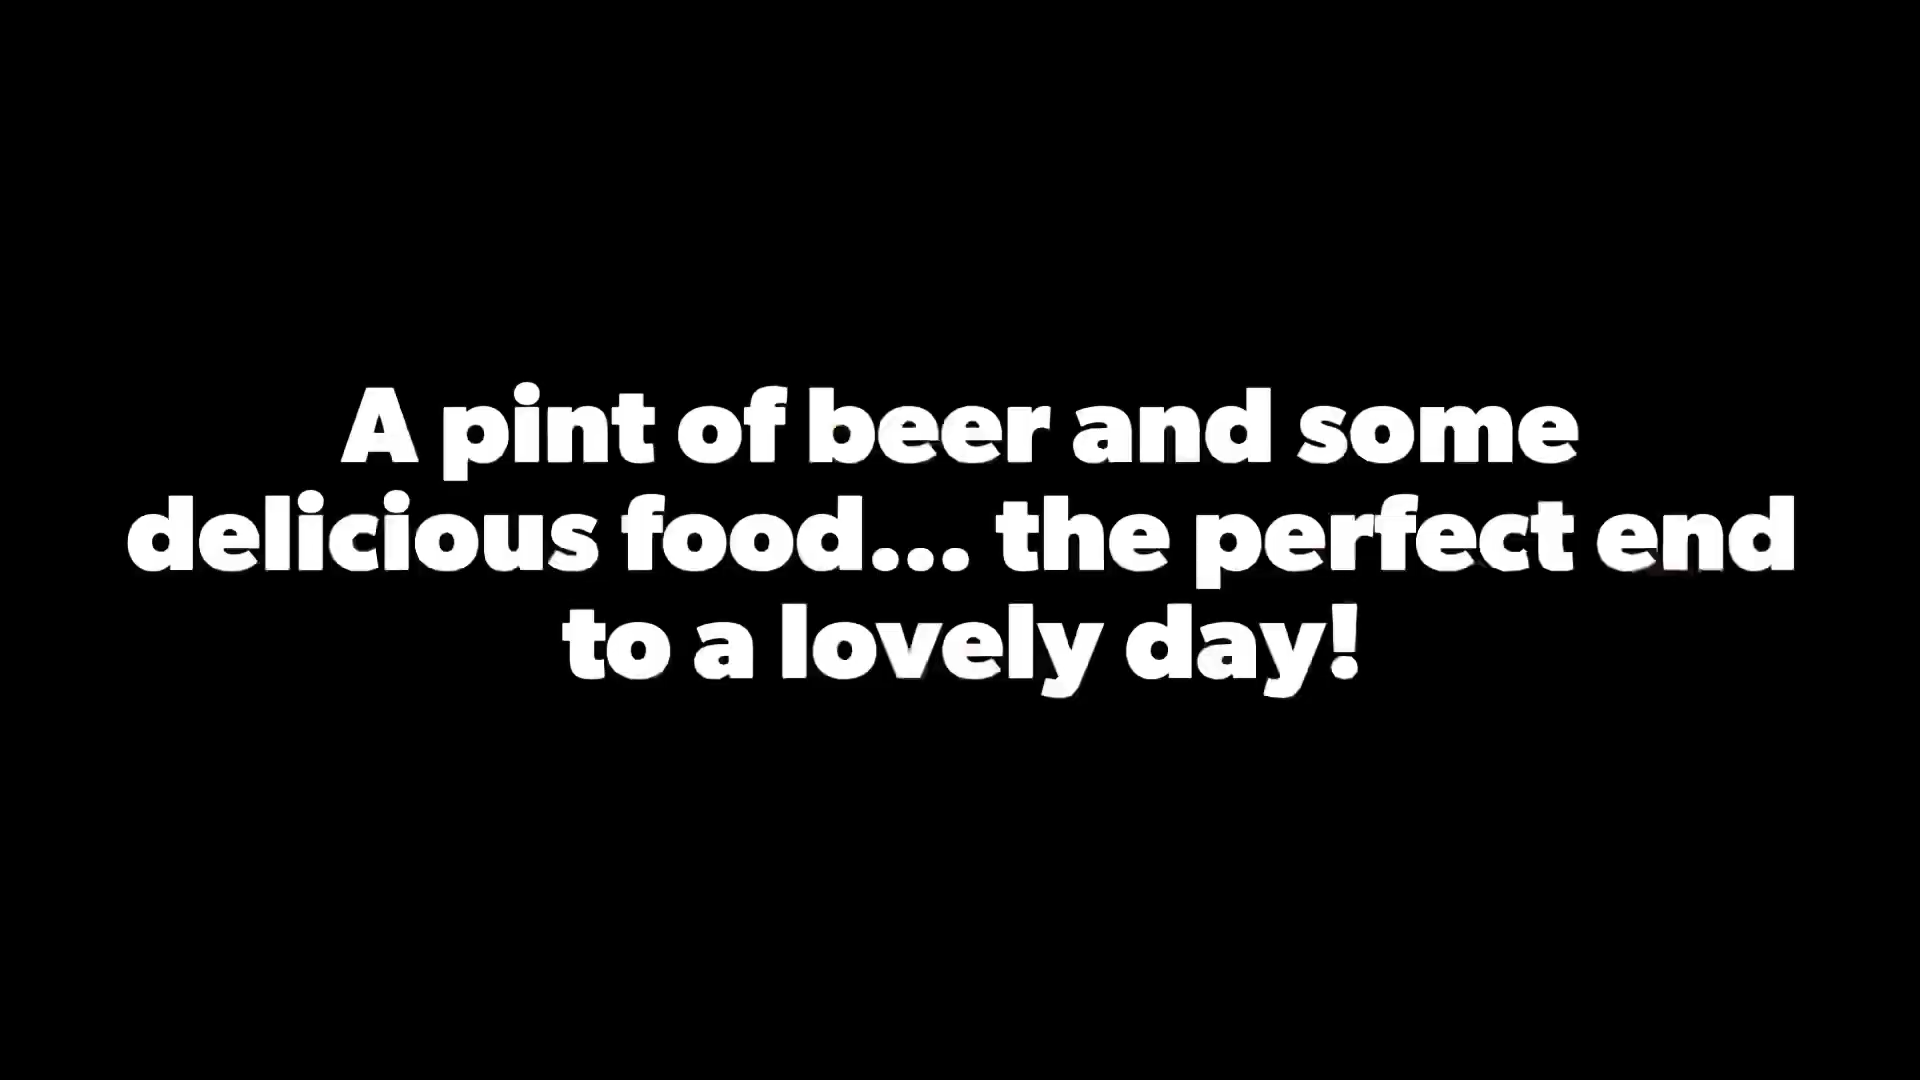 A pint of beer and some
delicious food... the perfect end
to a lovely day!